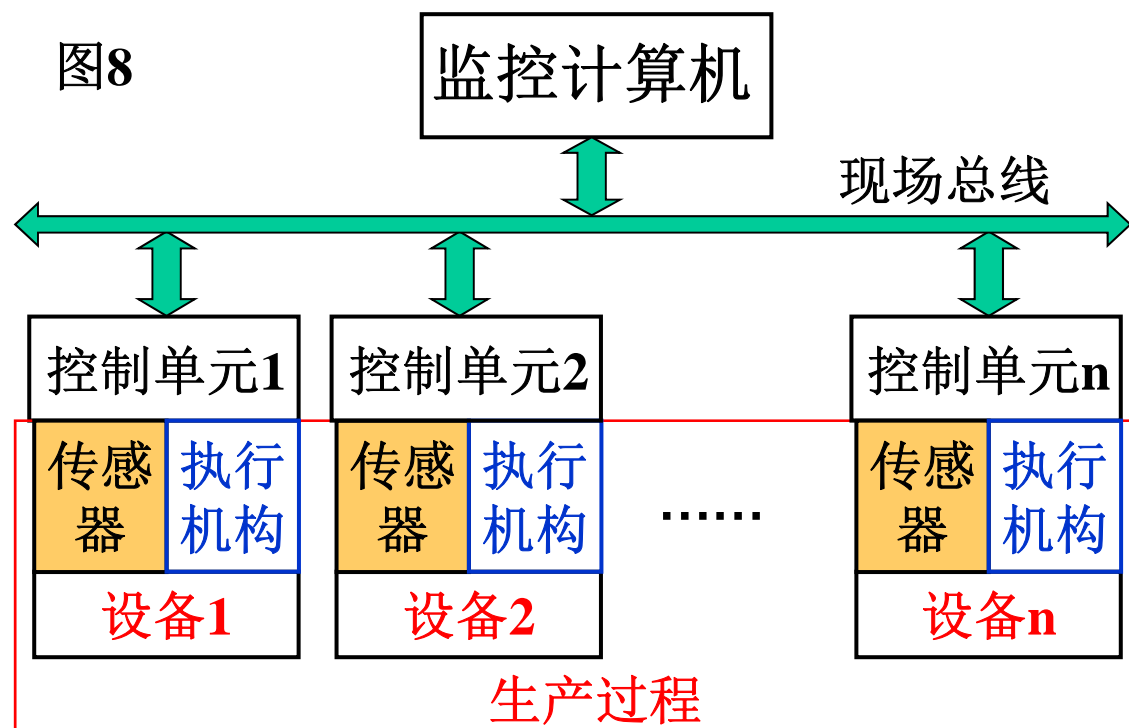 图8
监控计算机
现场总线
控制单元1
控制单元2
控制单元n
传感
器
执行
机构
传感
器
执行
机构
……
传感
器
执行
机构
设备1
设备2
设备n
生产过程